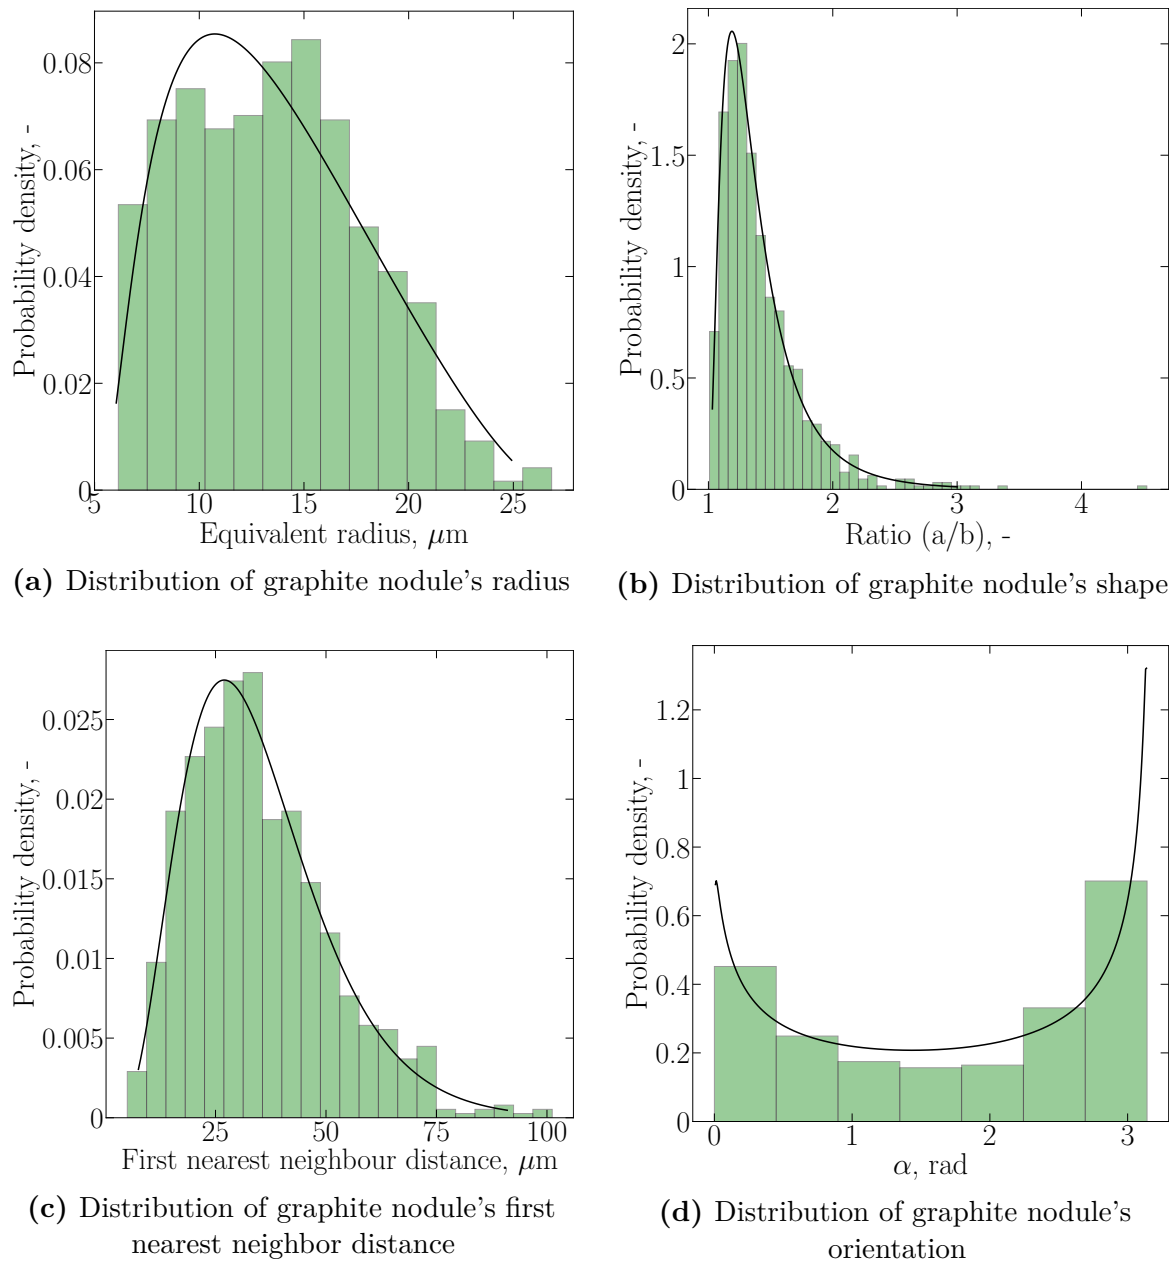 0.08
0.06
0.04
0.02
0
Probability density, -
5
10
15
20
25
Equivalent radius, μm
(a) Distribution of graphite nodule's radius
2
1.5
1
0.5
0
Probability density, -
1
2
3
4
Ratio (a/b), -
(b) Distribution of graphite nodule's shape
0.025
0.02
0.015
0.01
0.005
0
Probability density, -
25
50
75
100
First nearest neighbour distance, μm
(c) Distribution of graphite nodule's first
nearest neighbor distance
1.2
1
0.8
0.6
0.4
0.2
0
Probability density, -
0
1
2
3
α, rad
(d) Distribution of graphite nodule's
orientation